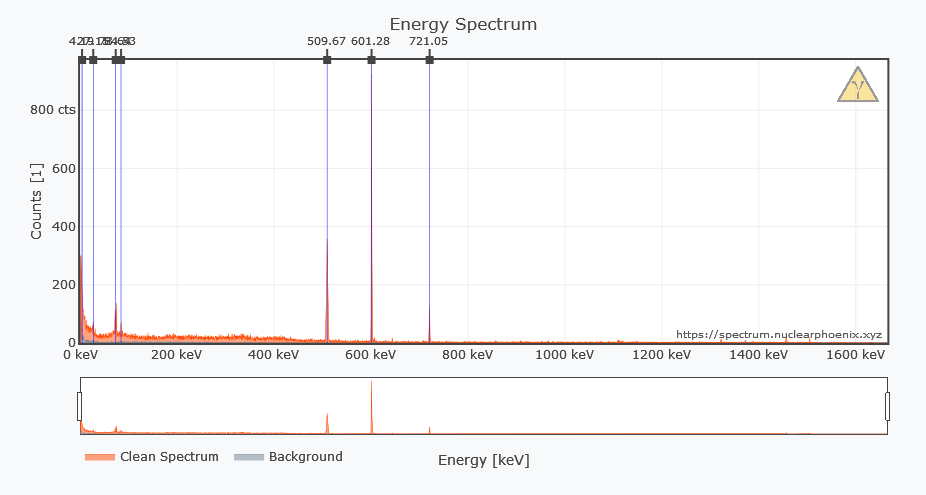 Energy Spectrum
509.67 601.28 721.05
800 cts
600
400
200
0
Counts [1]
γ
https://spectrum.nuclearphoenix.xyz
0 keV 200 keV 400 keV 600 keV 800 keV 1000 keV 1200 keV 1400 keV 1600 keV
Clean Spectrum Background
Energy [keV]